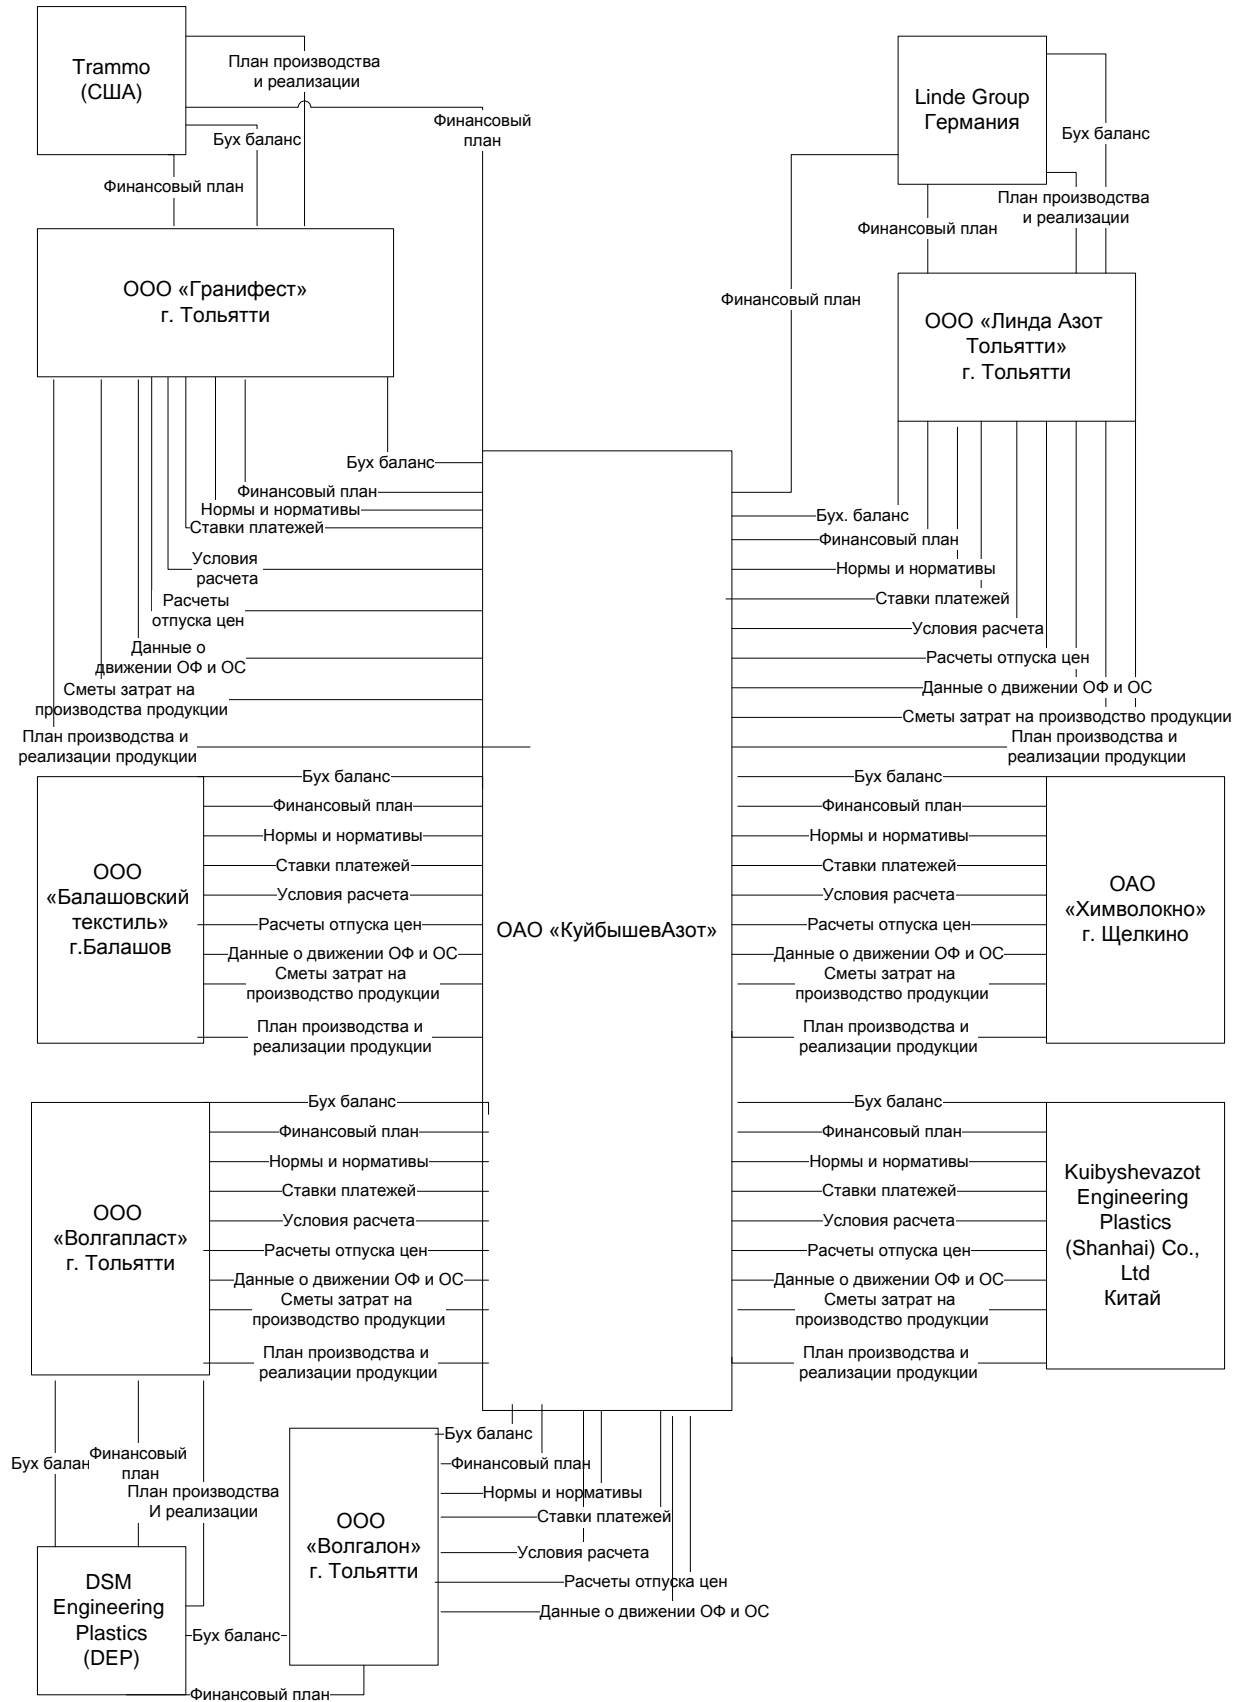 Trammo
(США)
План производства
и реализации
Финансовый
план
Бух баланс
Финансовый план
Linde Group
Германия
Бух баланс
План производства
и реализации
Финансовый план
Финансовый план
ООО «Гранифест»
г. Тольятти
ООО «Линда Азот
Тольятти»
г. Тольятти
Бух баланс
Финансовый план
Нормы и нормативы
Ставки платежей
Условия
расчета
Расчеты
отпуска цен
Данные о
движении ОФ и ОС
Сметы затрат на
производства продукции
План производства и
реализации продукции
Бух. баланс
Финансовый план
Нормы и нормативы
Ставки платежей
Условия расчета
Расчеты отпуска цен
Данные о движении ОФ и ОС
Сметы затрат на производство продукции
План производства и
реализации продукции
ООО
«Балашовский
текстиль»
г.Балашов
Бух баланс
Финансовый план
Нормы и нормативы
Ставки платежей
Условия расчета
Расчеты отпуска цен
Данные о движении ОФ и ОС
Сметы затрат на
производство продукции
План производства и
реализации продукции
ОАО «КуйбышевАзот»
Бух баланс
Финансовый план
Нормы и нормативы
Ставки платежей
Условия расчета
Расчеты отпуска цен
Данные о движении ОФ и ОС
Сметы затрат на
производство продукции
План производства и
реализации продукции
ОАО
«Химволокно»
г. Щелкино
ООО
«Волгапласт»
г. Тольятти
Бух баланс
Финансовый план
Нормы и нормативы
Ставки платежей
Условия расчета
Расчеты отпуска цен
Данные о движении ОФ и ОС
Сметы затрат на
производство продукции
План производства и
реализации продукции
Бух баланс
Финансовый план
Нормы и нормативы
Ставки платежей
Условия расчета
Расчеты отпуска цен
Данные о движении ОФ и ОС
Сметы затрат на
производство продукции
План производства и
реализации продукции
Kuibyshevazot
Engineering
Plastics
(Shanhai) Co.,
Ltd
Китай
Бух балан
Финансовый
план
План производства
И реализации
DSM
Engineering
Plastics
(DEP)
Бух баланс
Финансовый план
ООО
«Волгалон»
г. Тольятти
Бух баланс
Финансовый план
Нормы и нормативы
Ставки платежей
Условия расчета
Расчеты отпуска цен
Данные о движении ОФ и ОС